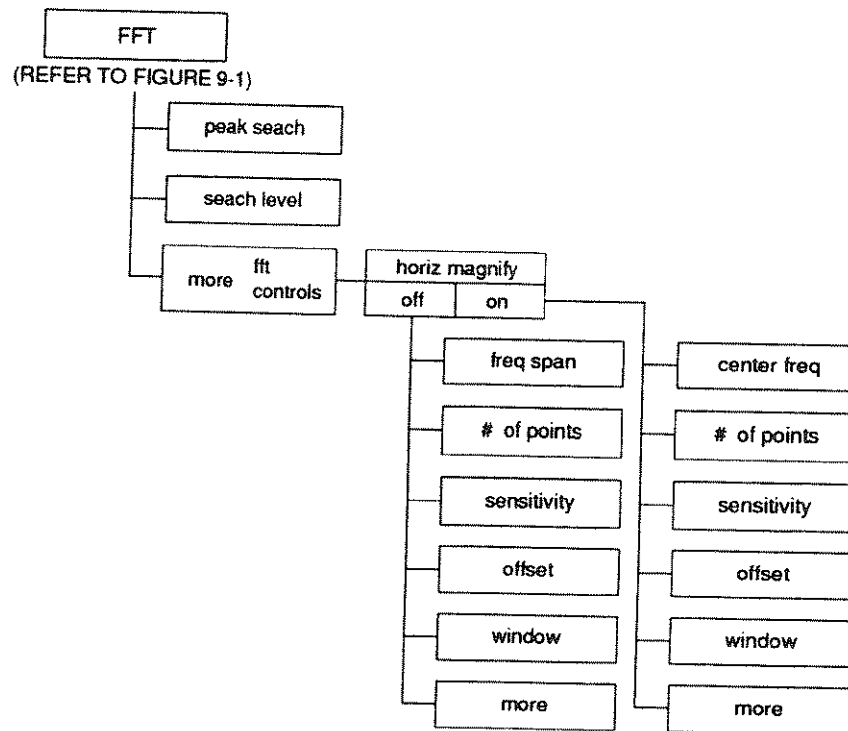 FFT
(REFER TO FIGURE 9-1)
peak seach
seach level
more fft controls
horiz magnify
off on
freq span
# of points
sensitivity
offset
window
more
center freq
# of points
sensitivity
offset
window
more